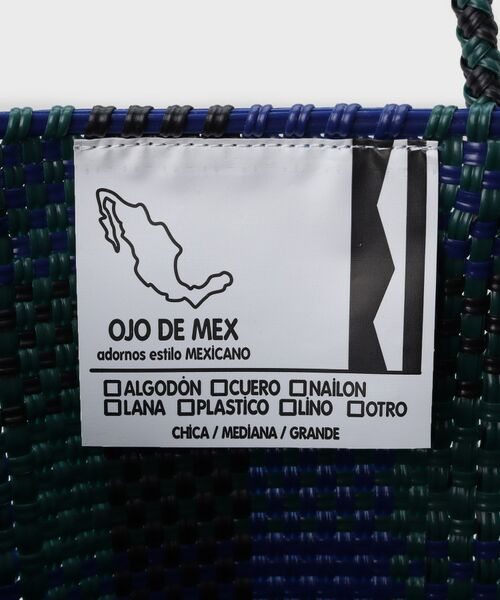 OJO DE MEX
adornos estilo MEXICANO
☐ALGODÓN ☐CUERO ☐NAILON
☐LANA ☐PLASTICO ☐LINO ☐OTRO
CHICA / MEDIANA / GRANDE